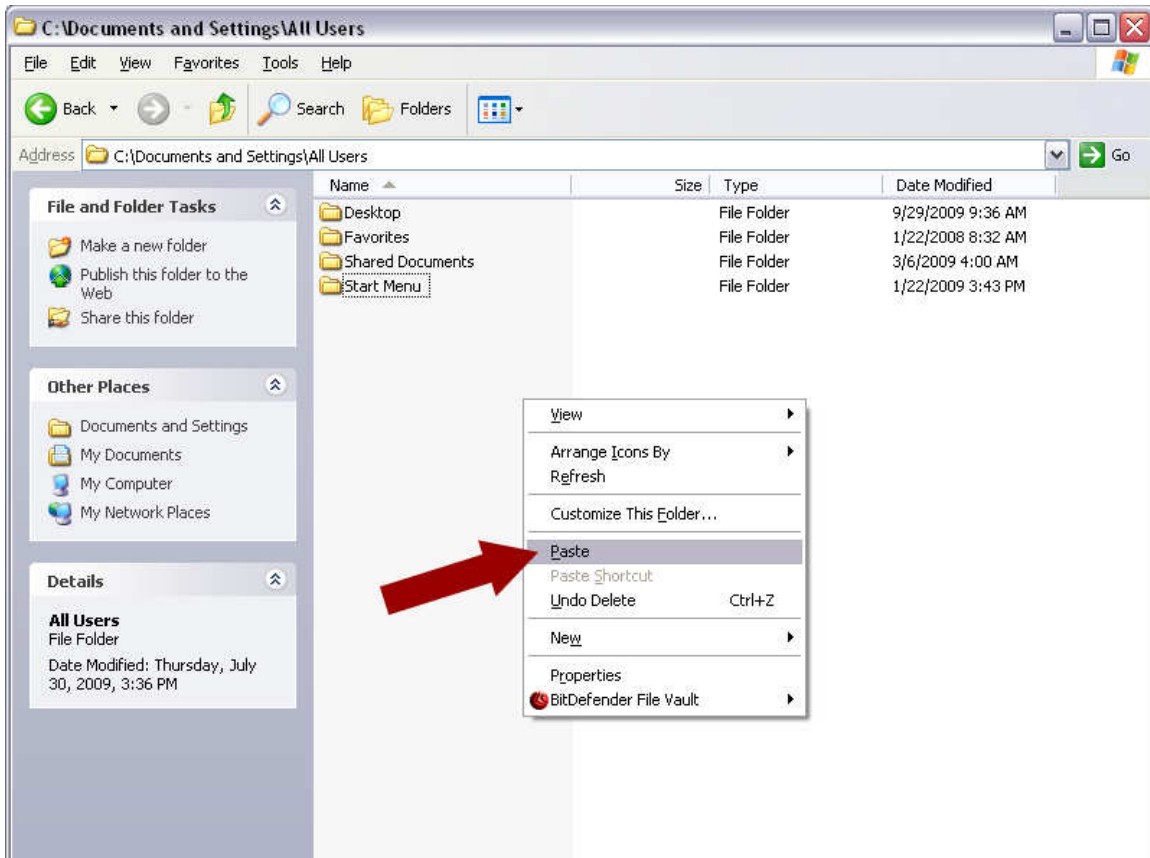 C:\Documents and Settings\All Users
File Edit View Favorites Tools Help
Back Search Folders
Address C:\Documents and Settings\All Users Go
File and Folder Tasks
Make a new folder
Publish this folder to the
Web
Share this folder
Other Places
Documents and Settings
My Documents
My Computer
My Network Places
Details
All Users
File Folder
Date Modified: Thursday, July
30, 2009, 3:36 PM
Name Size Type Date Modified
Desktop File Folder 9/29/2009 9:36 AM
Favorites File Folder 1/22/2008 8:32 AM
Shared Documents File Folder 3/6/2009 4:00 AM
Start Menu File Folder 1/22/2009 3:43 PM
View
Arrange Icons By
Refresh
Customize This Folder...
Paste
Paste Shortcut
Undo Delete Ctrl+Z
New
Properties
BitDefender File Vault